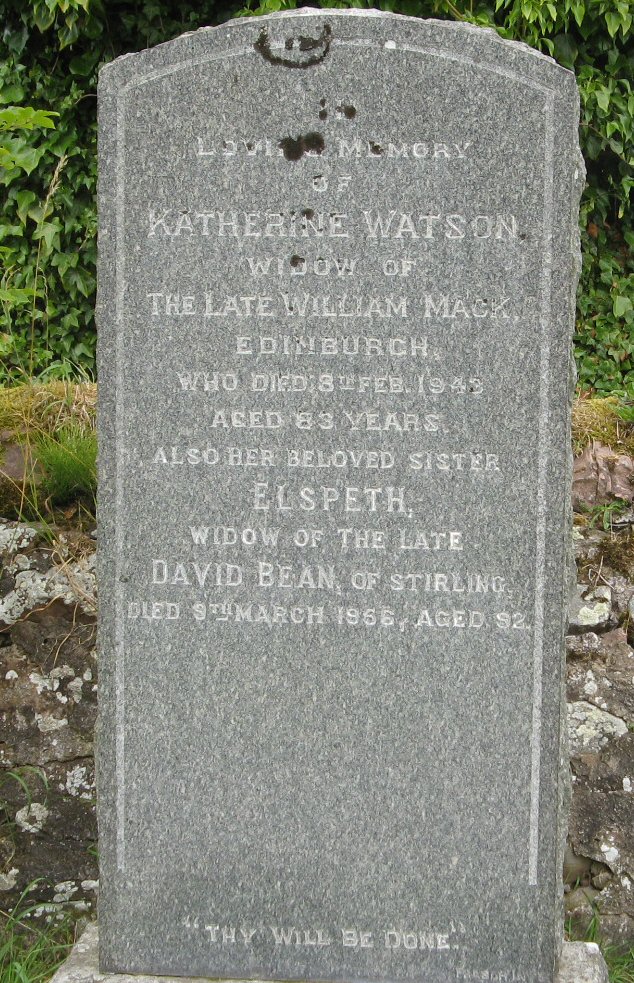 IN
LOVING MEMORY
OF
KATHERINE WATSON
WIDOW OF
THE LATE WILLIAM MACK,
EDINBURGH,
WHO DIED 8TH FEB. 1943
AGED 83 YEARS.
ALSO HER BELOVED SISTER
ELSPETH,
WIDOW OF THE LATE
DAVID BEAN, OF STIRLING,
DIED 9TH MARCH 1956, AGED 92.
"THY WILL BE DONE."